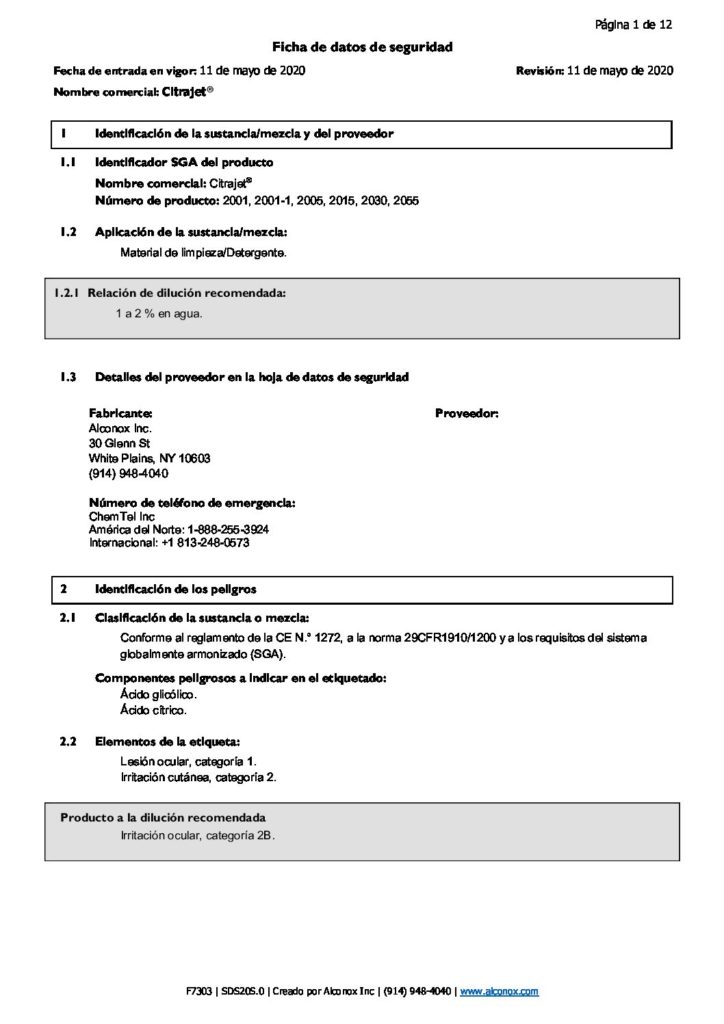 Página 1 de 12
Ficha de datos de seguridad
Fecha de entrada en vigor: 11 de mayo de 2020 Revisión: 11 de mayo de 2020
Nombre comercial: Citrajet®
1 Identificación de la sustancia/mezcla y del proveedor
1.1 Identificador SGA del producto
Nombre comercial: Citrajet®
Número de producto: 2001, 2001-1, 2005, 2015, 2030, 2055
1.2 Aplicación de la sustancia/mezcla:
Material de limpieza/Detergente.
1.2.1 Relación de dilución recomendada:
1 a 2 % en agua.
1.3 Detalles del proveedor en la hoja de datos de seguridad
Fabricante: Proveedor:
Alconox Inc.
30 Glenn St
White Plains, NY 10603
(914) 948-4040
Número de teléfono de emergencia:
ChemTel Inc
América del Norte: 1-888-255-3924
Internacional: +1 813-248-0573
2 Identificación de los peligros
2.1 Clasificación de la sustancia o mezcla:
Conforme al reglamento de la CE N.° 1272, a la norma 29CFR1910/1200 y a los requisitos del sistema
globalmente armonizado (SGA).
Componentes peligrosos a indicar en el etiquetado:
Ácido glicólico.
Ácido cítrico.
2.2 Elementos de la etiqueta:
Lesión ocular, categoría 1.
Irritación cutánea, categoría 2.
Producto a la dilución recomendada
Irritación ocular, categoría 2B.
F7303 | SDS20S.0 | Creado por Alconox Inc | (914) 948-4040 | www.alconox.com